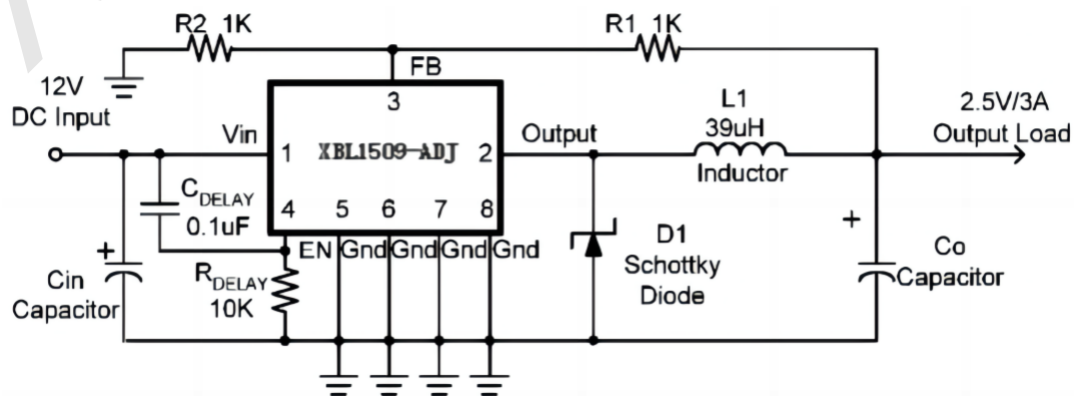 R2 1K
R1 1K
FB
3
12V
DC Input
Vin
1
XBL1509-ADJ
2
Output
L1
39uH
Inductor
2.5V/3A
Output Load
C_DELAY
0.1uF
4
5
6
7
8
EN
Gnd
Gnd
Gnd
Gnd
+
Cin
Capacitor
R_DELAY
10K
D1
Schottky
Diode
+
Co
Capacitor